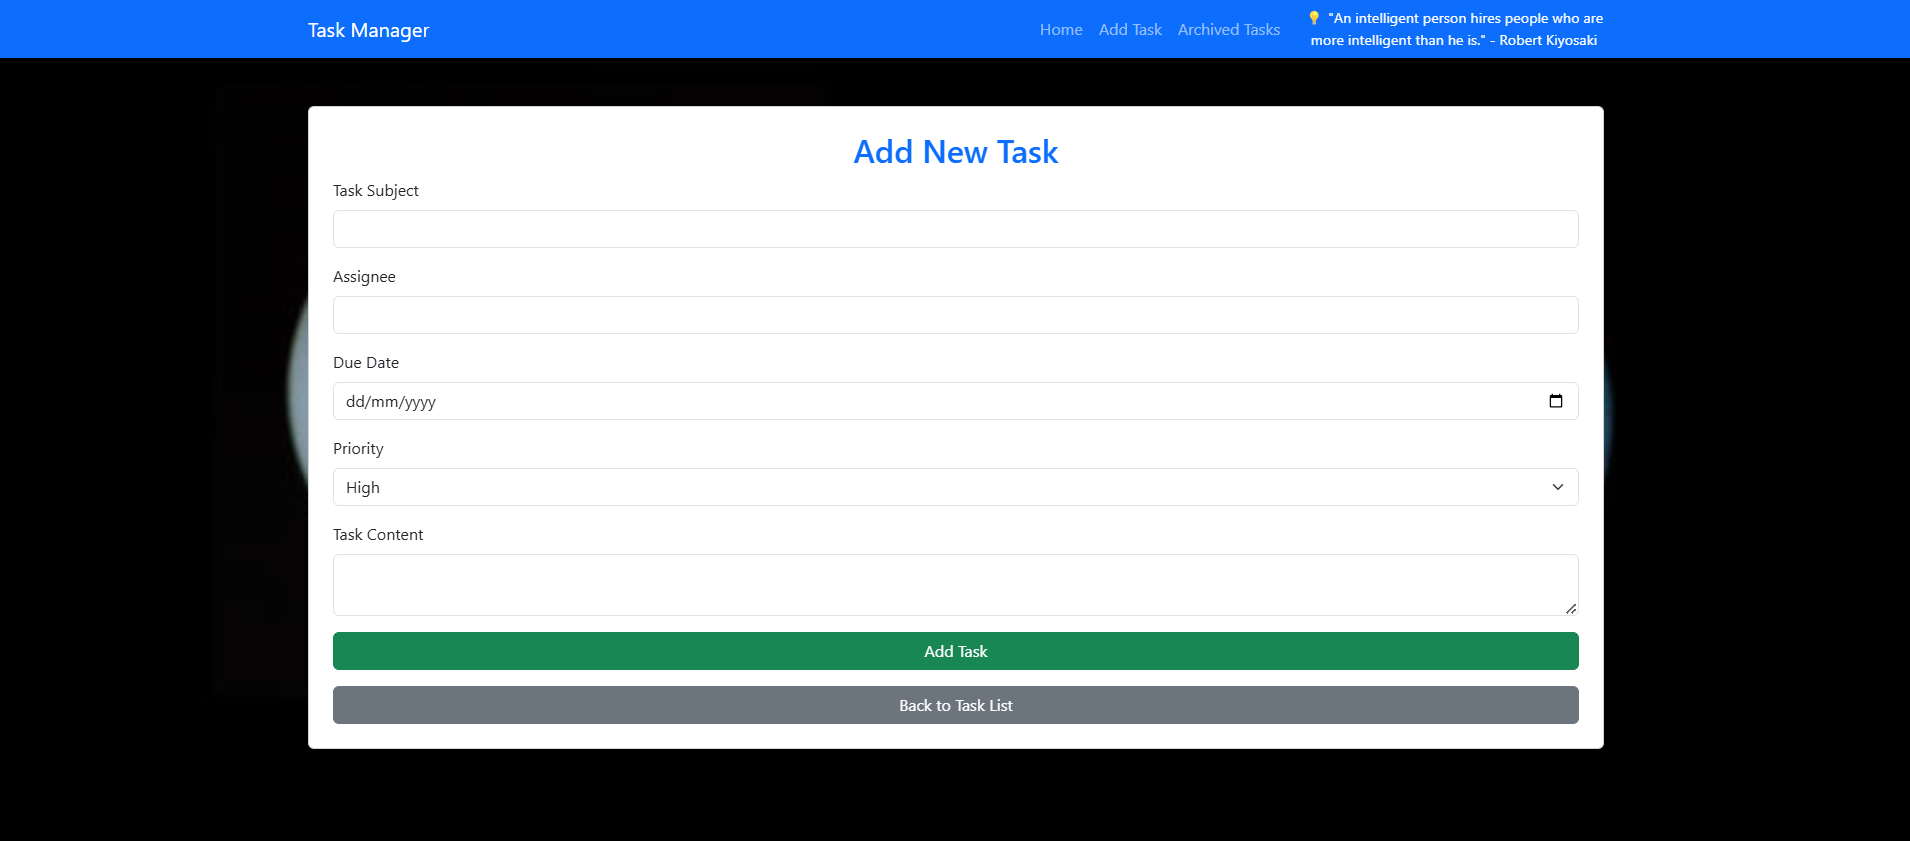 Task Manager
Home
Add Task
Archived Tasks
💡 "An intelligent person hires people who are
more intelligent than he is." - Robert Kiyosaki
Add New Task
Task Subject
Assignee
Due Date
dd/mm/yyyy
Priority
High
Task Content
Add Task
Back to Task List